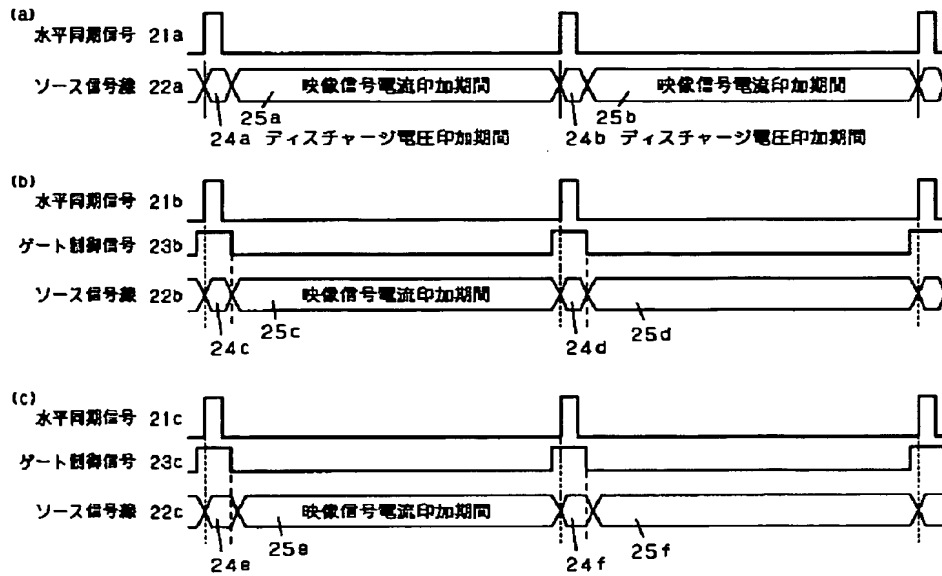 (a)
水平同期信号 21a
ソース信号線 22a 映像信号電流印加期間 映像信号電流印加期間
25a 25b
24a ディスチャージ電圧印加期間 24b ディスチャージ電圧印加期間
(b)
水平同期信号 21b
ゲート制御信号 23b
ソース信号線 22b 映像信号電流印加期間
25c 25d
24c 24d
(c)
水平同期信号 21c
ゲート制御信号 23c
ソース信号線 22c 映像信号電流印加期間
25e 25f
24e 24f